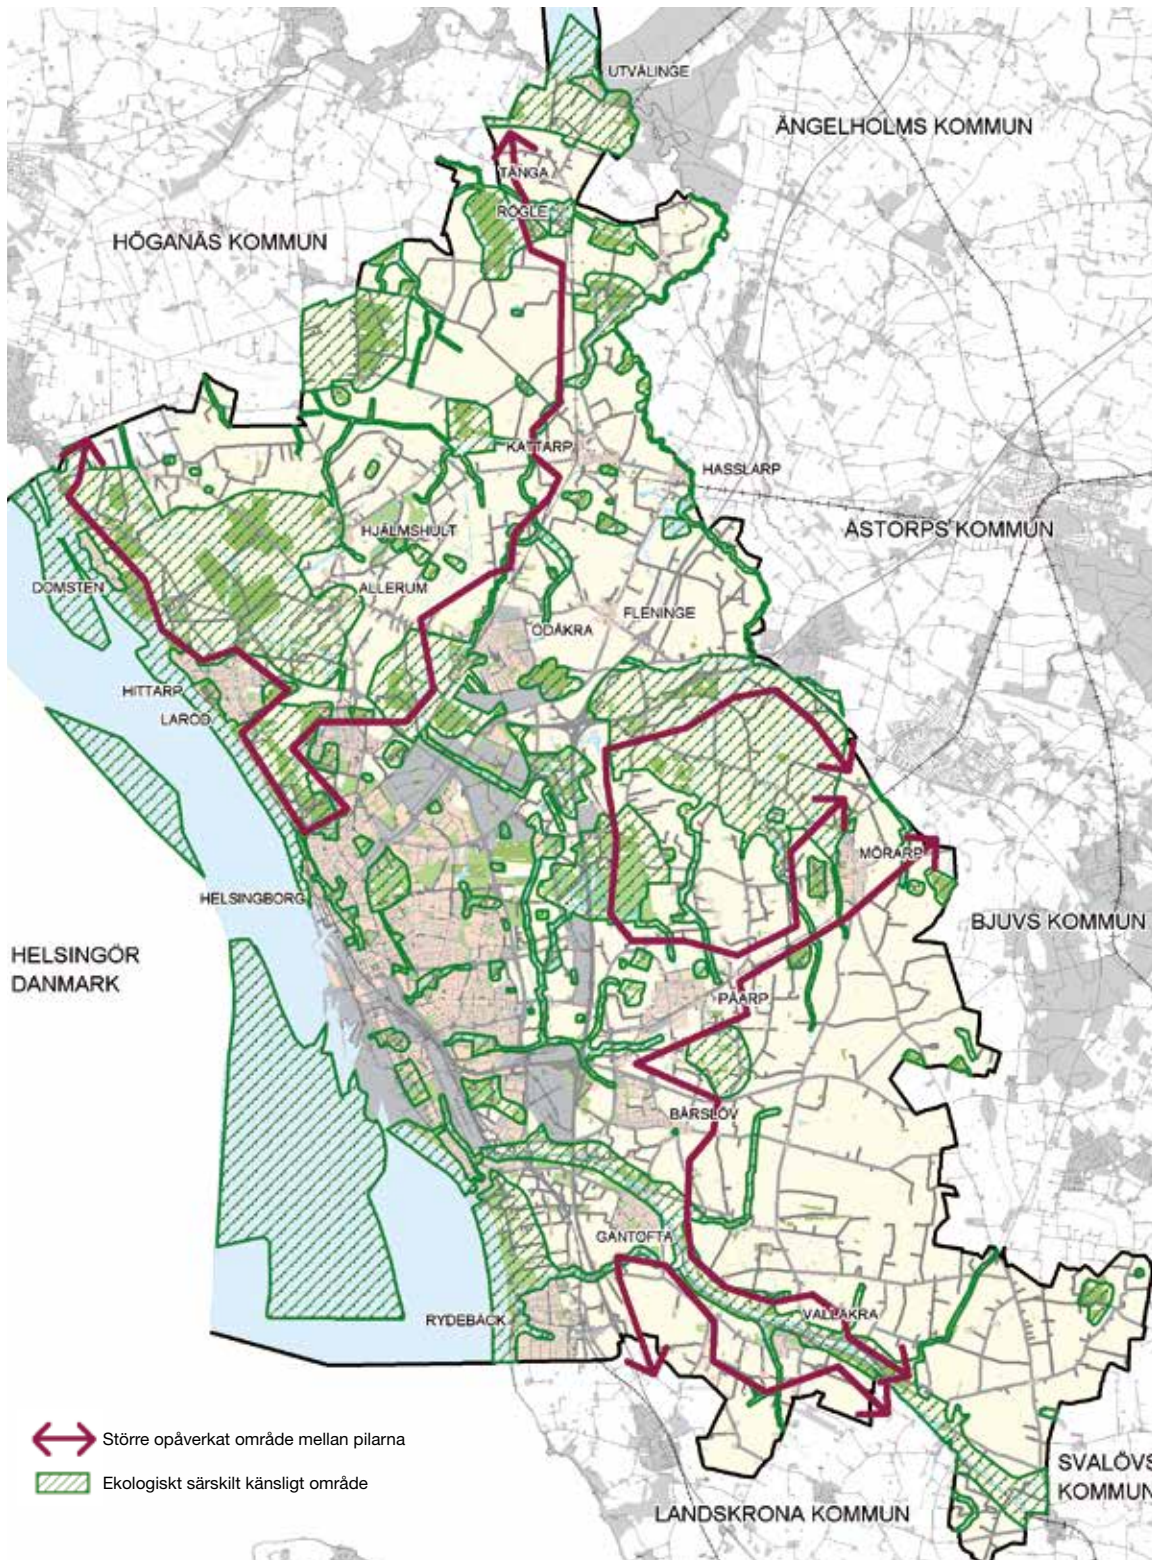 UTVÄLINGE
ÄNGELHOLMS KOMMUN
TÅNGA
RÖGLE
HÖGANÄS KOMMUN
KATTARP
HASSLARP
HJÄLMSHULT
ÅSTORPS KOMMUN
DOMSTEN
ALLERUM
FLENINGE
ÖDÅKRA
HITTARP
LARÖD
MÖRARP
HELSINGBORG
BJUVS KOMMUN
HELSINGÖR
DANMARK
PÅARP
BÅRSLÖV
GANTOFTA
RYDEBÄCK
VALLÅKRA
Större opåverkat område mellan pilarna
Ekologiskt särskilt känsligt område
SVALÖVS
KOMMUN
LANDSKRONA KOMMUN